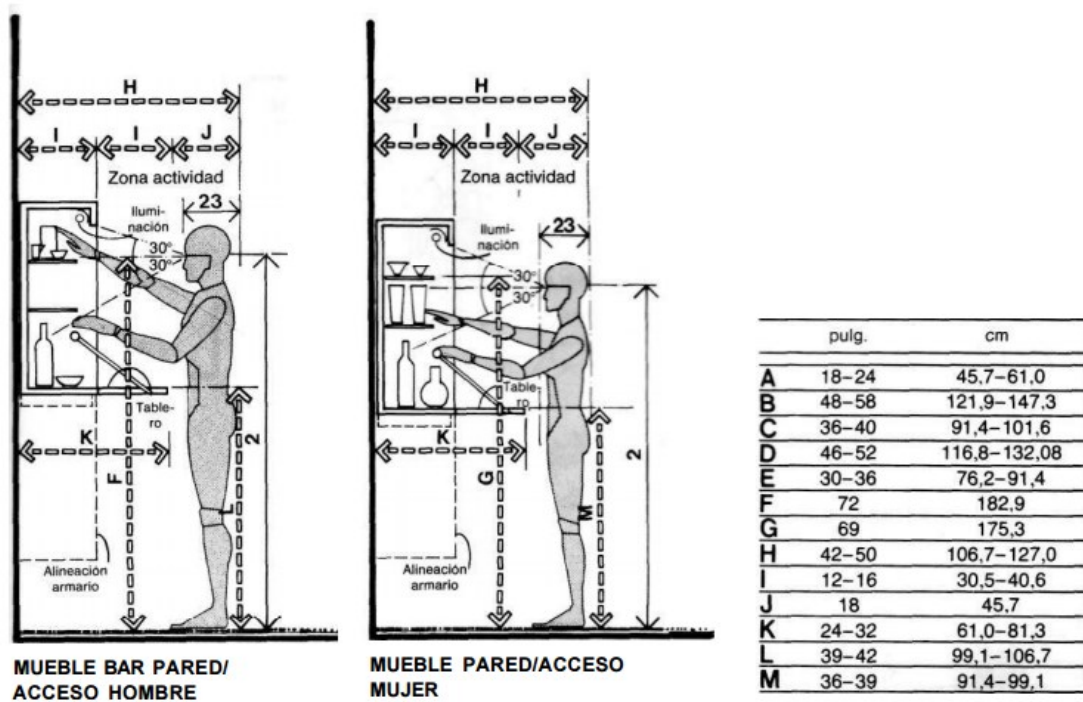 H
I I J
Zona actividad
23
Ilumi-
nación
30°
30°
2
Table-
ro
K
F
L
Alineación
armario
MUEBLE BAR PARED/
ACCESO HOMBRE
H
I I J
Zona actividad
23
Ilumi-
nación
30°
30°
2
Table-
ro
K
G
M
Alineación
armario
MUEBLE PARED/ACCESO
MUJER
pulg. cm
A 18–24 45,7–61,0
B 48–58 121,9–147,3
C 36–40 91,4–101,6
D 46–52 116,8–132,08
E 30–36 76,2–91,4
F 72 182,9
G 69 175,3
H 42–50 106,7–127,0
I 12–16 30,5–40,6
J 18 45,7
K 24–32 61,0–81,3
L 39–42 99,1–106,7
M 36–39 91,4–99,1